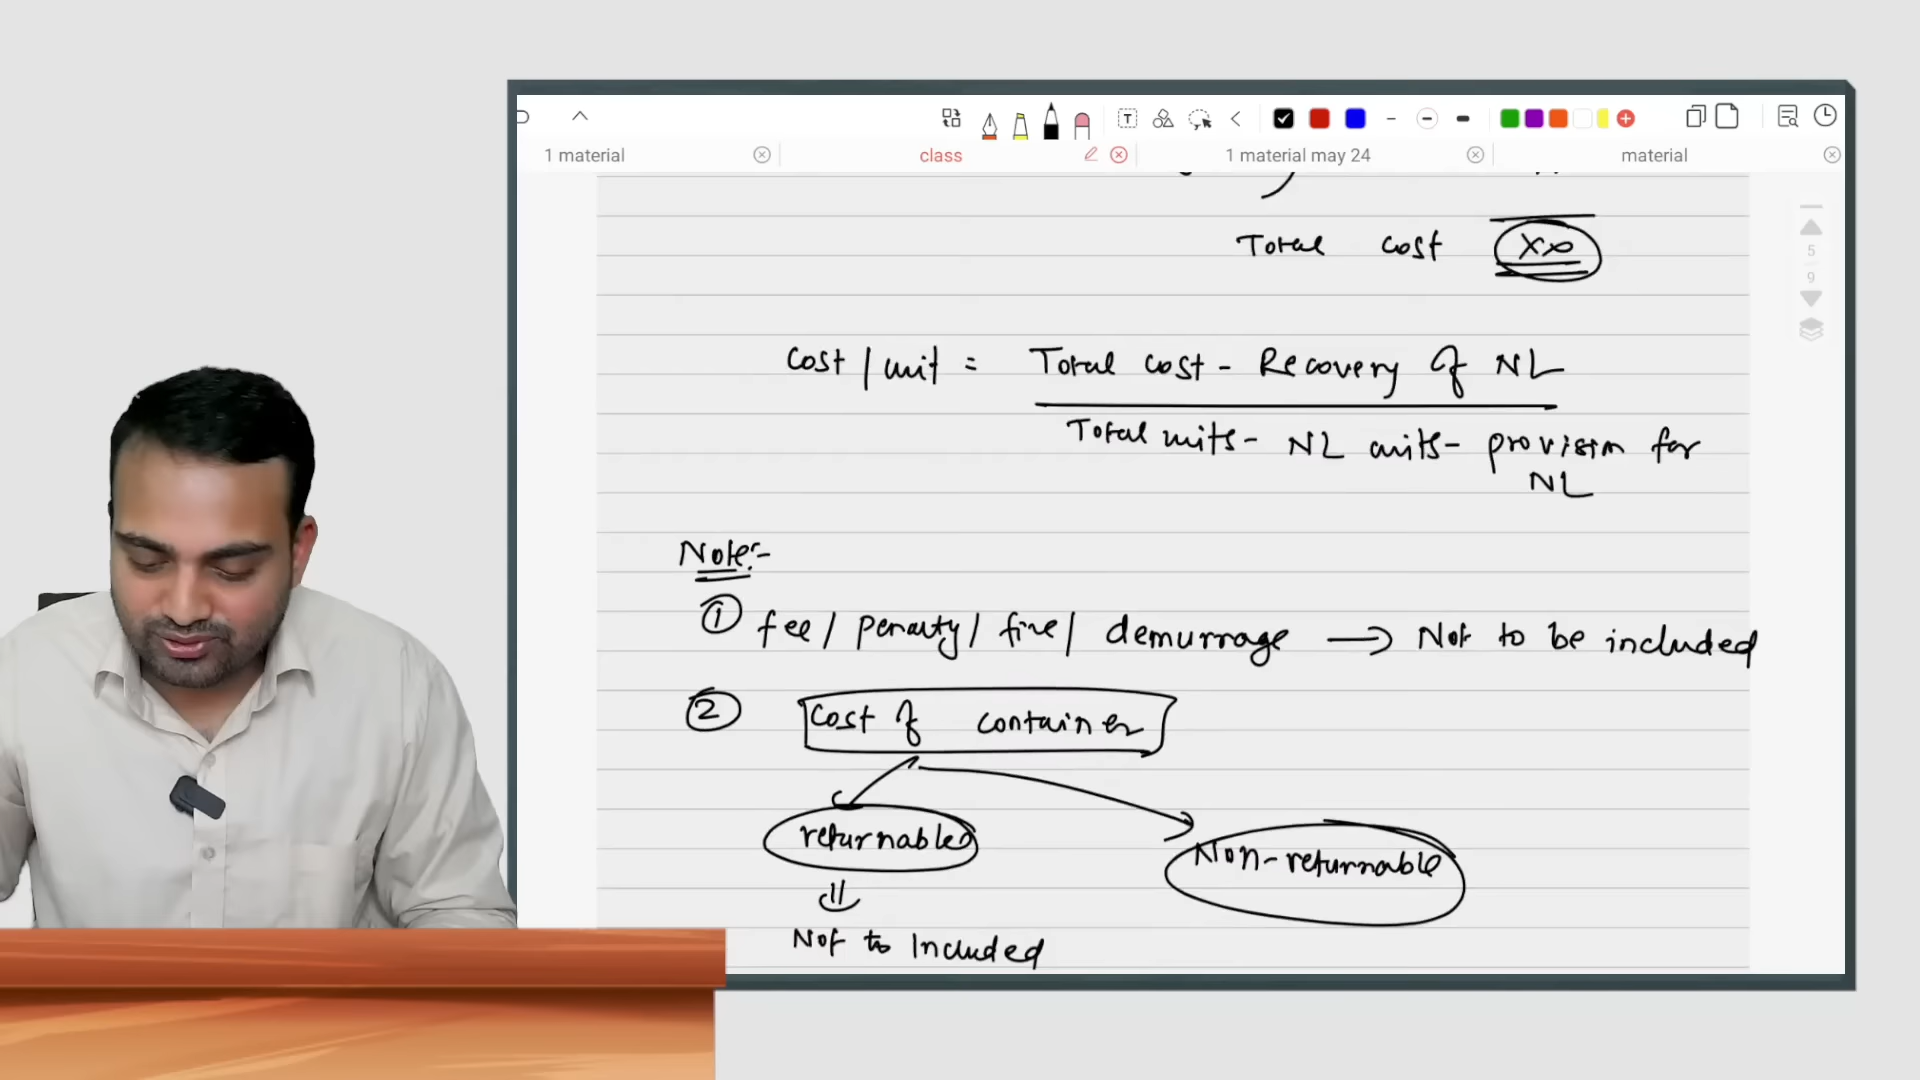 1 material
class
1 material may 24
material
5
9
T
Total cost xx
cost / unit = Total cost - Recovery of NL
Total units - NL units - provision for
NL
Note:-
① fee / penalty / fine / demurrage → Not to be included
② Cost of container
returnable
Non-returnable
Not to Included